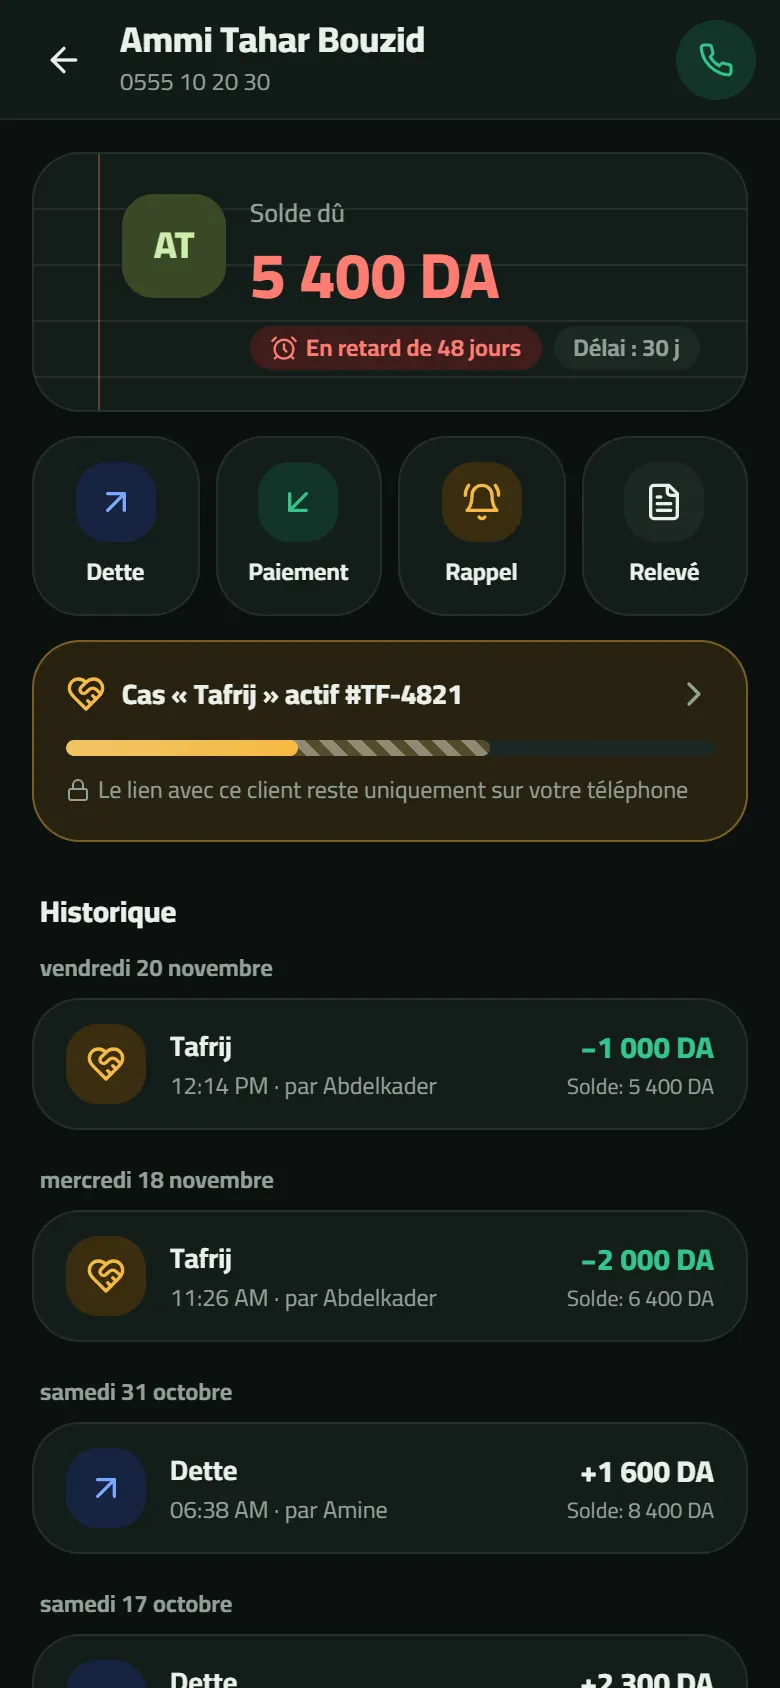 Ammi Tahar Bouzid
0555 10 20 30
AT
Solde dû
5 400 DA
En retard de 48 jours
Délai : 30 j
Dette
Paiement
Rappel
Relevé
Cas « Tafrij » actif #TF-4821
Le lien avec ce client reste uniquement sur votre téléphone
Historique
vendredi 20 novembre
Tafrij
−1 000 DA
12:14 PM · par Abdelkader
Solde: 5 400 DA
mercredi 18 novembre
Tafrij
−2 000 DA
11:26 AM · par Abdelkader
Solde: 6 400 DA
samedi 31 octobre
Dette
+1 600 DA
06:38 AM · par Amine
Solde: 8 400 DA
samedi 17 octobre
Dette
+2 300 DA